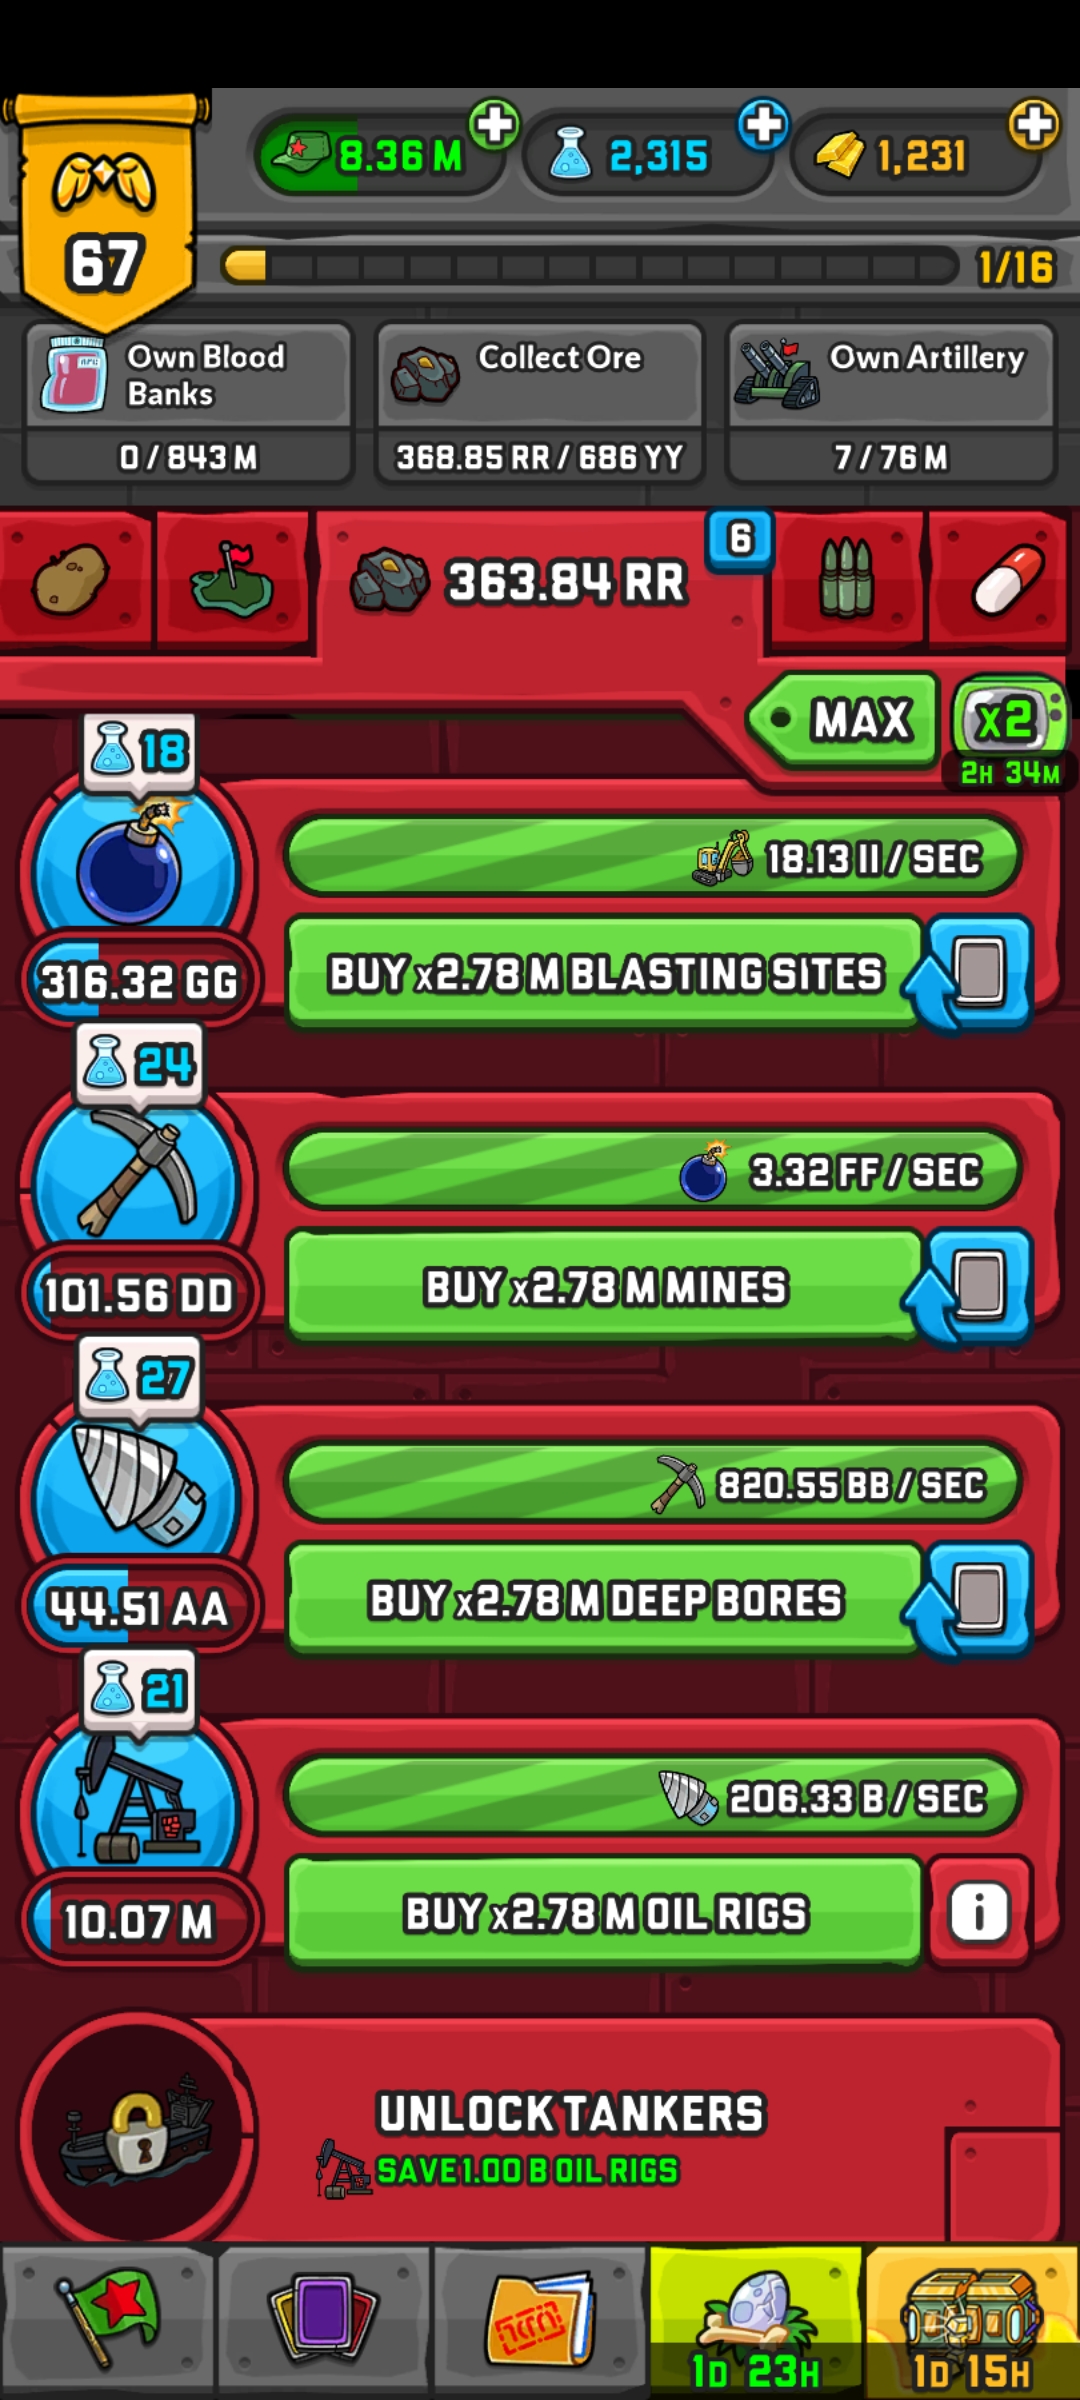 8.36 M
2,315
1,231
67
1/16
Own Blood
Banks
Collect Ore
Own Artillery
0 / 843 M
368.85 RR / 686 YY
7 / 76 M
363.84 RR
6
MAX
x2
2H 34M
18
18.13 II / SEC
BUY x2.78 M BLASTING SITES
316.32 GG
24
3.32 FF / SEC
BUY x2.78 M MINES
101.56 DD
27
820.55 BB / SEC
BUY x2.78 M DEEP BORES
44.51 AA
21
206.33 B / SEC
BUY x2.78 M OIL RIGS
i
10.07 M
UNLOCK TANKERS
SAVE 1.00 B OIL RIGS
1D 23H
1D 15H